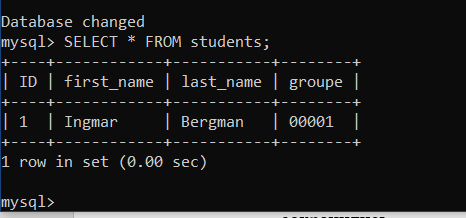 Database changed
mysql> SELECT * FROM students;
+----+------------+-----------+--------+
| ID | first_name | last_name | groupe |
+----+------------+-----------+--------+
| 1 | Ingmar | Bergman | 00001 |
+----+------------+-----------+--------+
1 row in set (0.00 sec)
mysql>